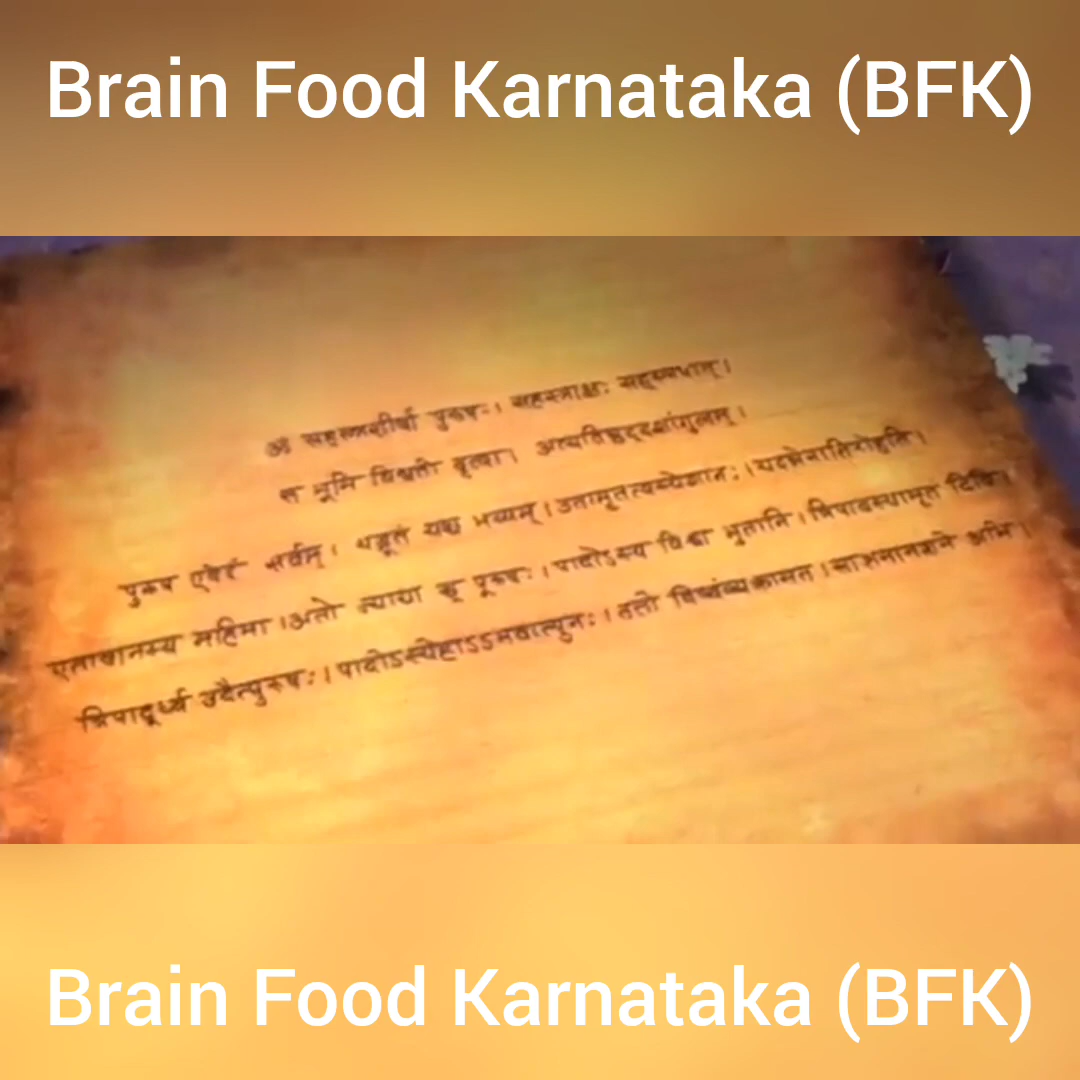 Brain Food Karnataka (BFK)
ॐ सहस्त्रशीर्षा पुरुषः। सहस्त्राक्षः सहस्त्रपात्।
स भूमि विश्वतो वृत्वा। अत्यतिष्ठद्दशांगुलम्।
पुरुष एवेदं सर्वम्। यद्भूतं यच्च भव्यम्। उतामृतत्वस्येशानः। यदन्नेनातिरोहति।
एतावानस्य महिमा। अतो ज्यायाँ पूरुषः। पादोऽस्य विश्वा भुतानि। त्रिपादस्यामृतं दिवि।
त्रिपादूर्ध्व उदैत्पुरुषः। पादोऽस्येहाऽऽभवात्पुनः। ततो विष्वंव्यक्रामत। साशनानशने अभि।
Brain Food Karnataka (BFK)